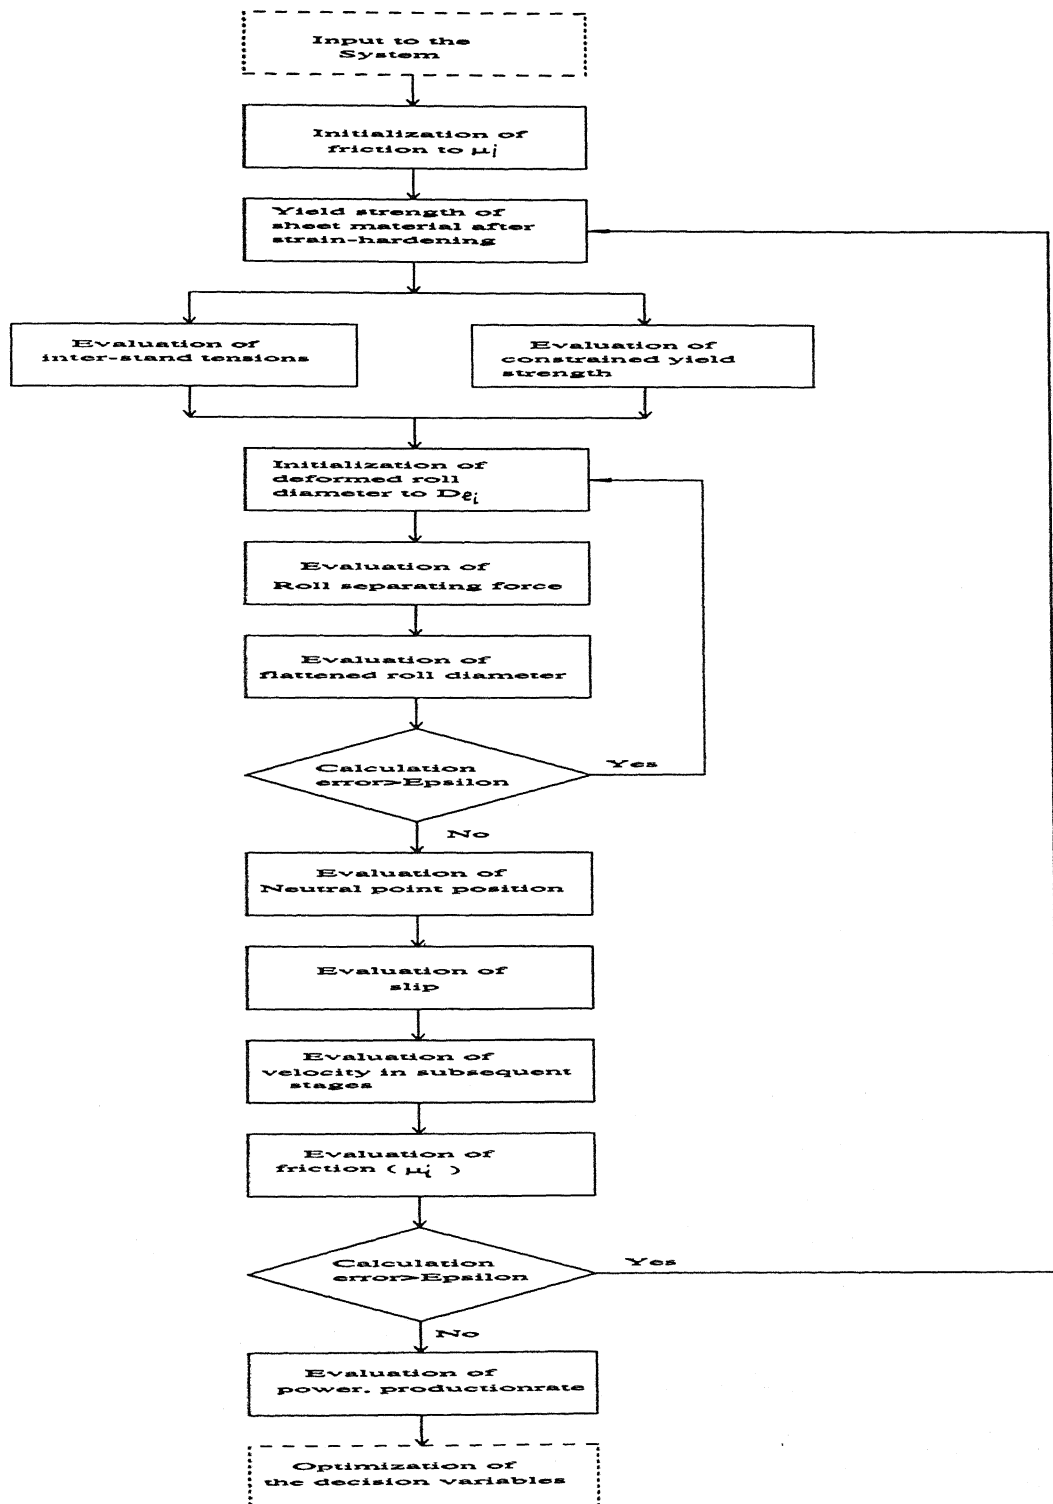 Input to the
System
Initialization of
friction to μi
Yield strength of
sheet material after
strain-hardening
Evaluation of
inter-stand tensions
Evaluation of
constrained yield
strength
Initialization of
deformed roll
diameter to Dei
Evaluation of
Roll separating force
Evaluation of
flattened roll diameter
Calculation
error>Epsilon
Yes
No
Evaluation of
Neutral point position
Evaluation of
slip
Evaluation of
velocity in subsequent
stages
Evaluation of
friction ( μi )
Calculation
error>Epsilon
Yes
No
Evaluation of
power, productionrate
Optimization of
the decision variables